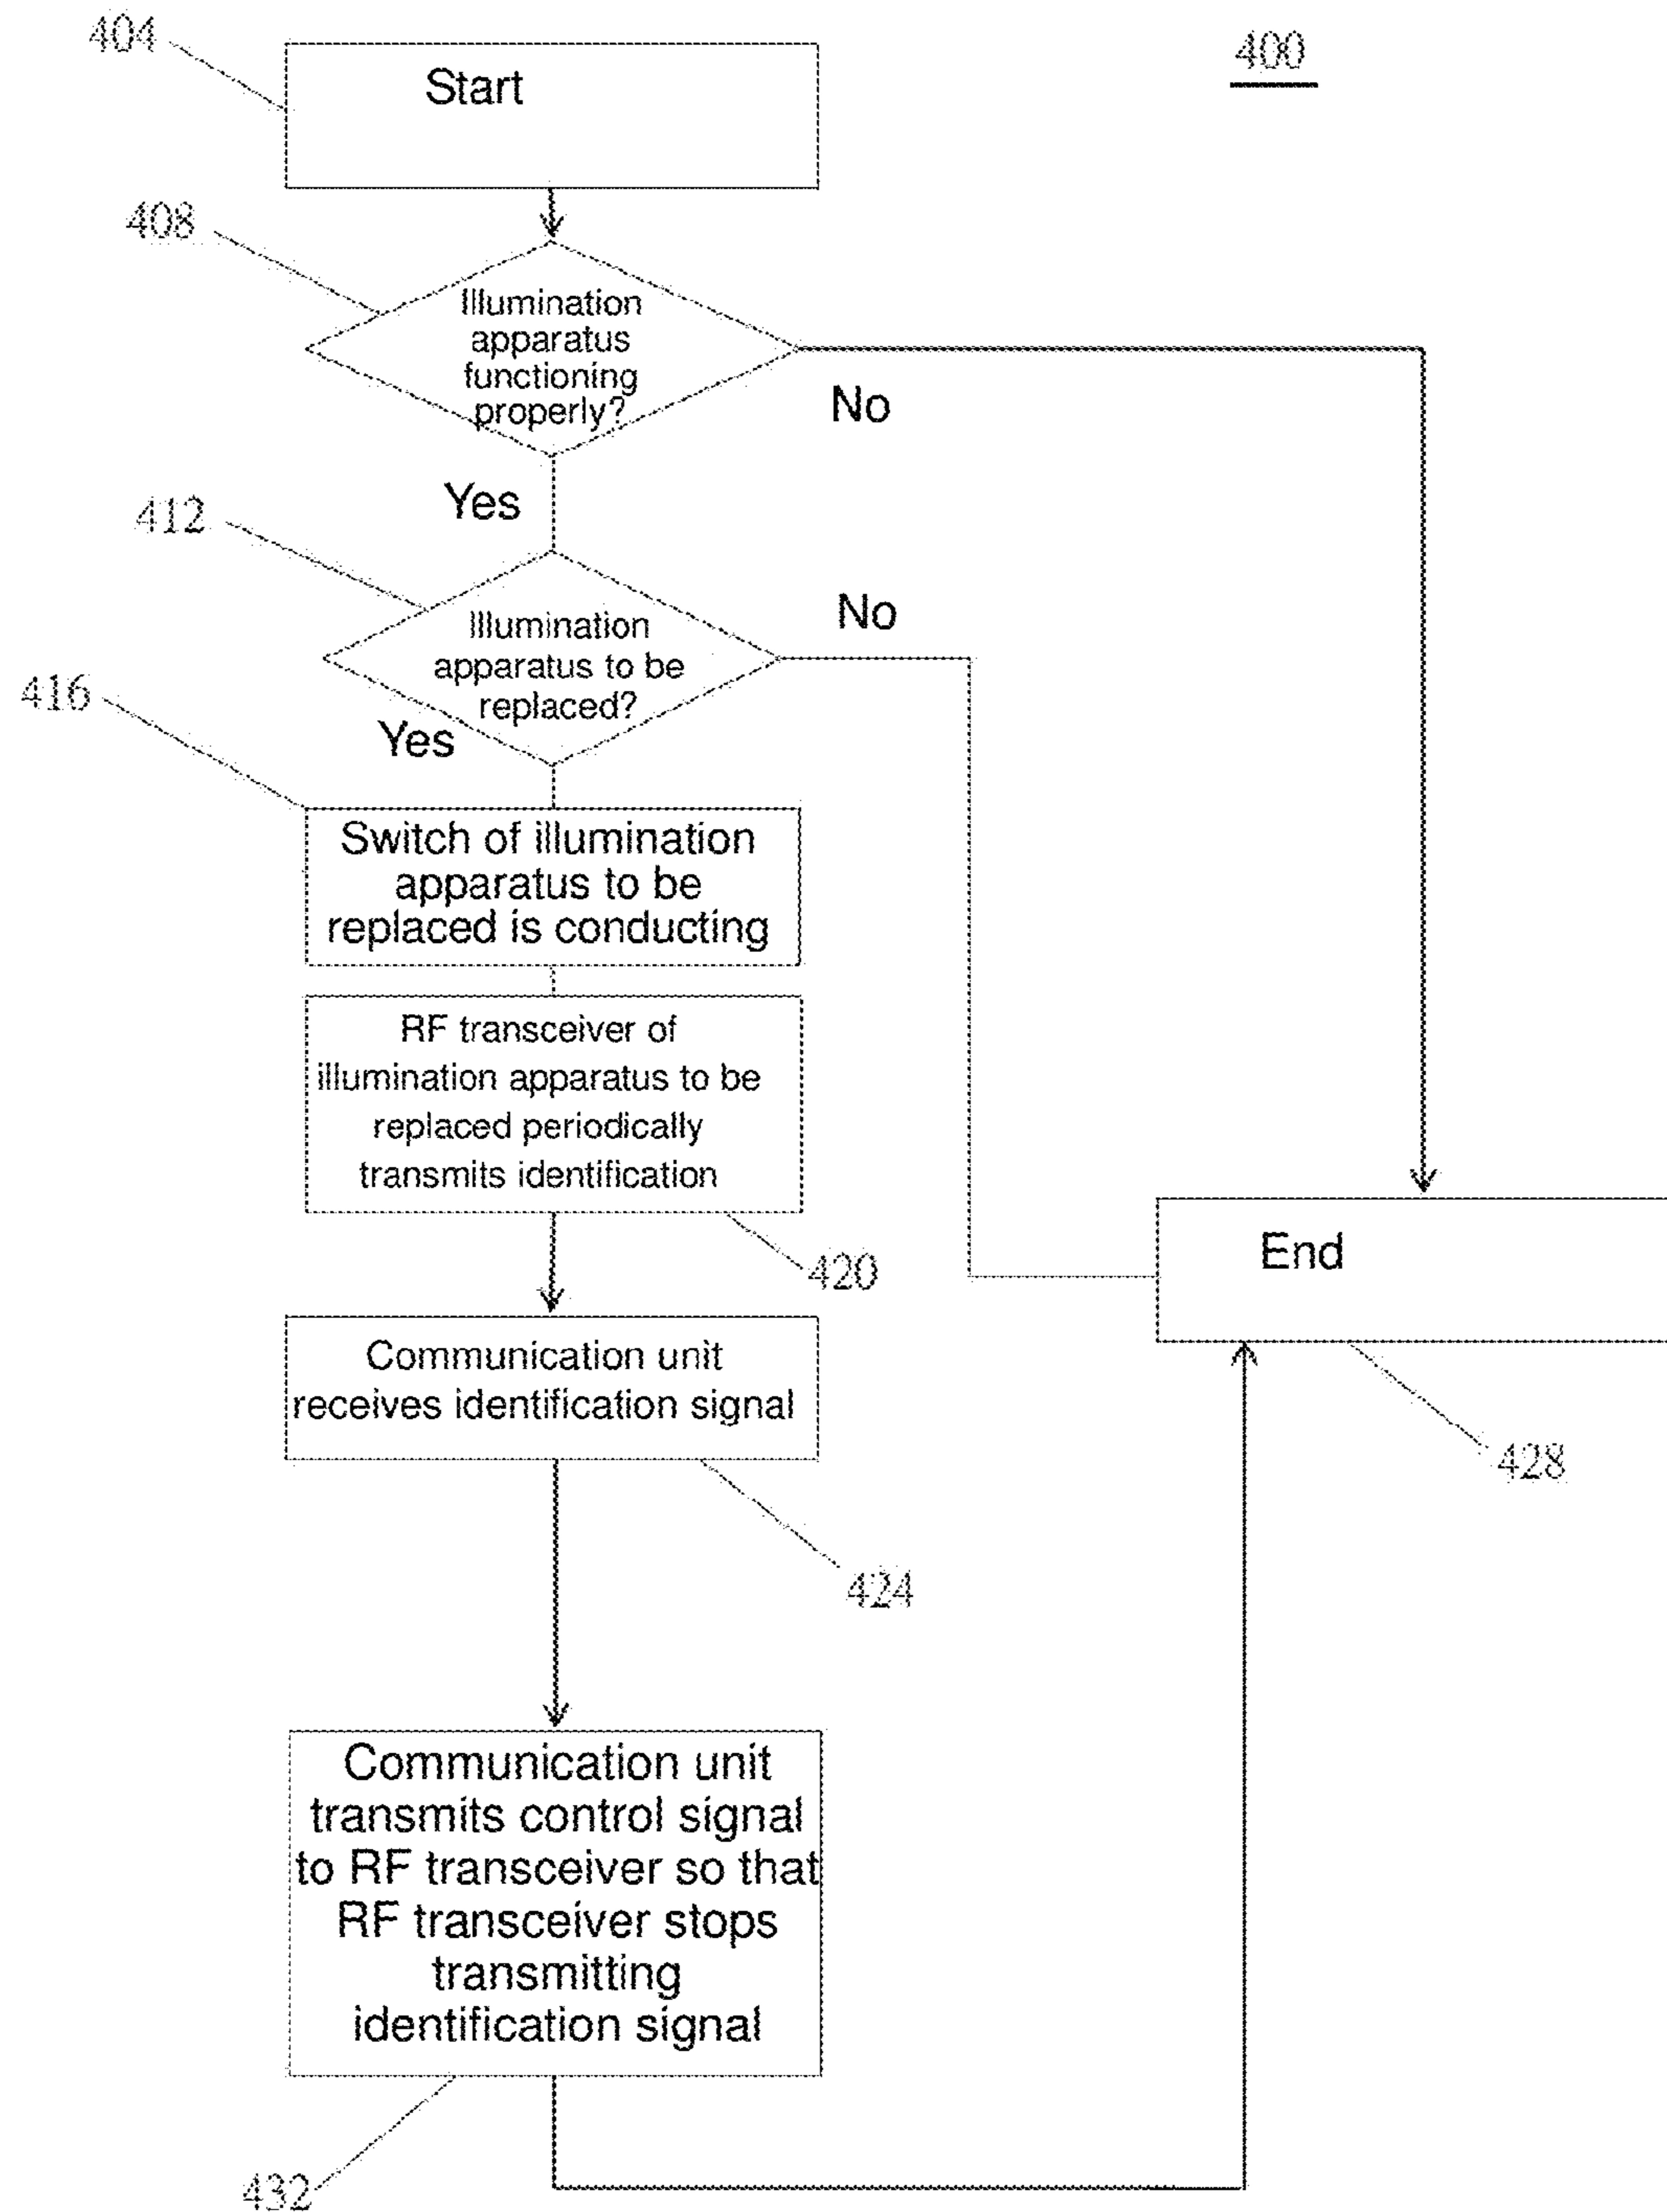 404
Start
400
408
Illumination
apparatus
functioning
properly?
No
Yes
412
Illumination
apparatus to be
replaced?
No
416
Yes
Switch of illumination
apparatus to be
replaced is conducting
RF transceiver of
illumination apparatus to be
replaced periodically
transmits identification
420
End
Communication unit
receives identification signal
428
424
Communication unit
transmits control signal
to RF transceiver so that
RF transceiver stops
transmitting
identification signal
432